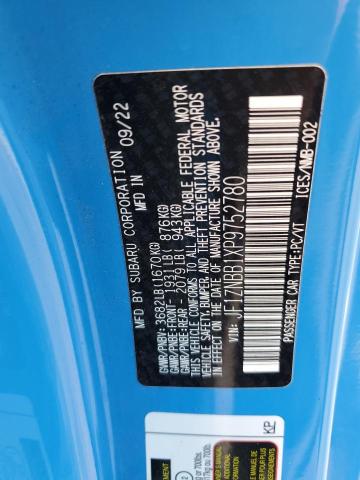 MFD BY SUBARU CORPORATION
MFD IN 09/22
GVWR/PNBV: 3682LB(1670KG)
GAWR/PNBE:FRONT- 1931LB( 876KG)
GAWR/PNBE:REAR - 2079LB( 943KG)
THIS VEHICLE CONFORMS TO ALL APPLICABLE FEDERAL MOTOR
VEHICLE SAFETY,BUMPER, AND THEFT PREVENTION STANDARDS
IN EFFECT ON THE DATE OF MANUFACTURE SHOWN ABOVE.
JF1ZNBB1XP9752780
PASSENGER CAR TYPE:PC/VT
ICES/NMB-002
KP